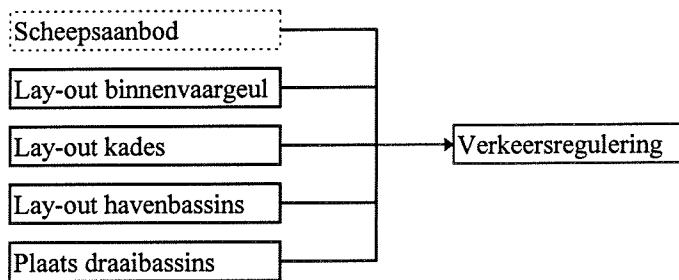 Scheepsaanbod
Lay-out binnenvaargeul
Lay-out kades
Verkeersregulering
Lay-out havenbassins
Plaats draaibassins